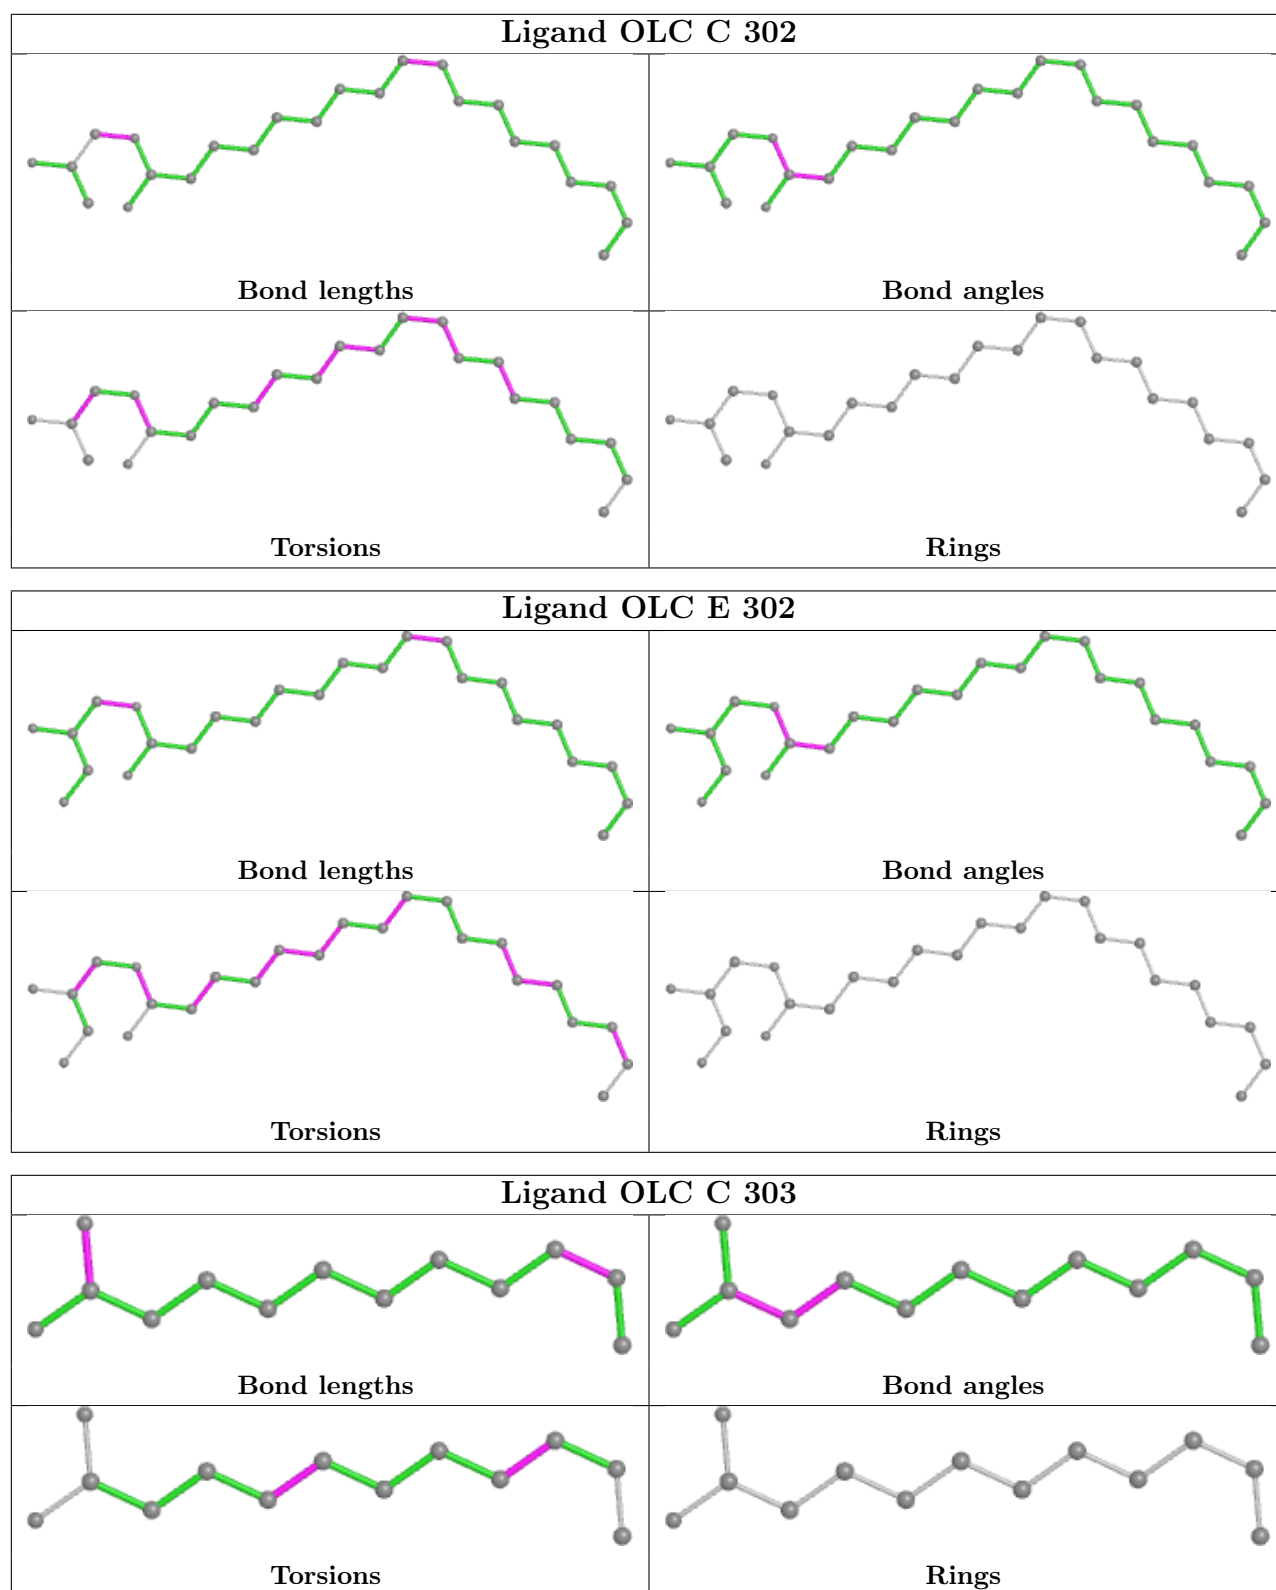 Ligand OLC C 302
Bond lengths
Bond angles
Torsions
Rings
Ligand OLC E 302
Bond lengths
Bond angles
Torsions
Rings
Ligand OLC C 303
Bond lengths
Bond angles
Torsions
Rings